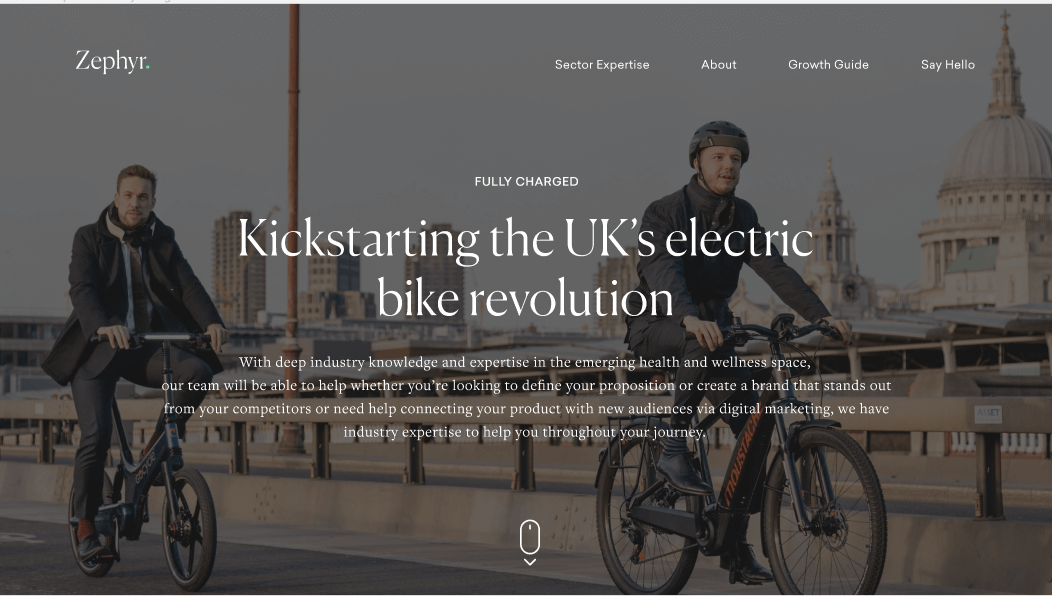 Zephyr.
Sector Expertise
About
Growth Guide
Say Hello
FULLY CHARGED
Kickstarting the UK’s electric
bike revolution
With deep industry knowledge and expertise in the emerging health and wellness space,
our team will be able to help whether you’re looking to define your proposition or create a brand that stands out
from your competitors or need help connecting your product with new audiences via digital marketing, we have
industry expertise to help you throughout your journey.
ASSET